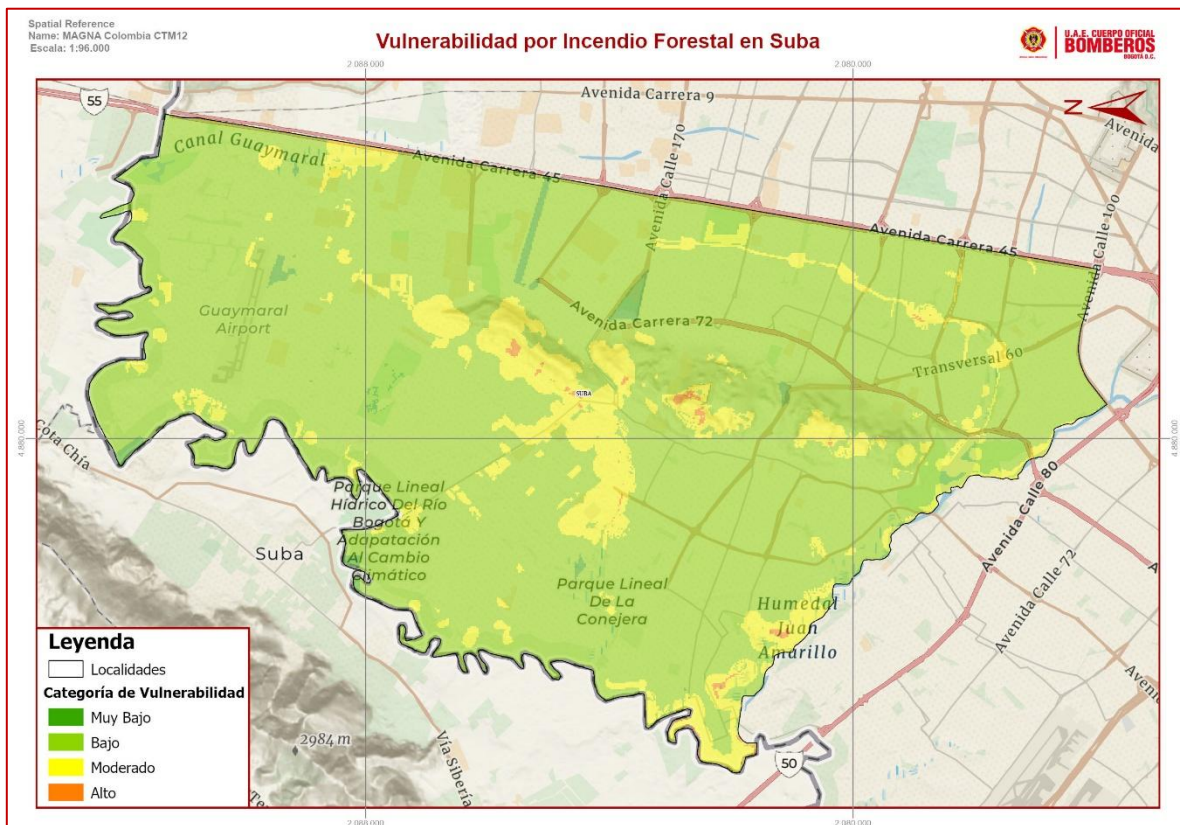 Spatial Reference
Name: MAGNA Colombia CTM12
Escala: 1:96.000
Vulnerabilidad por Incendio Forestal en Suba
U.A.E. CUERPO OFICIAL
BOMBEROS
BOGOTÁ D.C.
2.088.000
2.080.000
55
Avenida Carrera 9
N
Avenida
Canal Guaymaral
Avenida Carrera 45
Avenida Calle 170
Avenida Calle 100
Avenida Carrera 45
Guaymaral
Airport
Avenida Carrera 72
Transversal 60
SUBA
4.880.000
4.880.000
Cota Chía
Avenida Calle 80
Parque Lineal
Hídrico Del Río
Bogotá Y
Adapatación
Al Cambio
Climático
Suba
A
Avenida Calle 72
Parque Lineal
De La
Conejera
Humedal
Juan
Amarillo
Avenida
Leyenda
Localidades
Categoría de Vulnerabilidad
Muy Bajo
Bajo
Moderado
Alto
2984 m
Vía Siberia
50
2.088.000
2.080.000